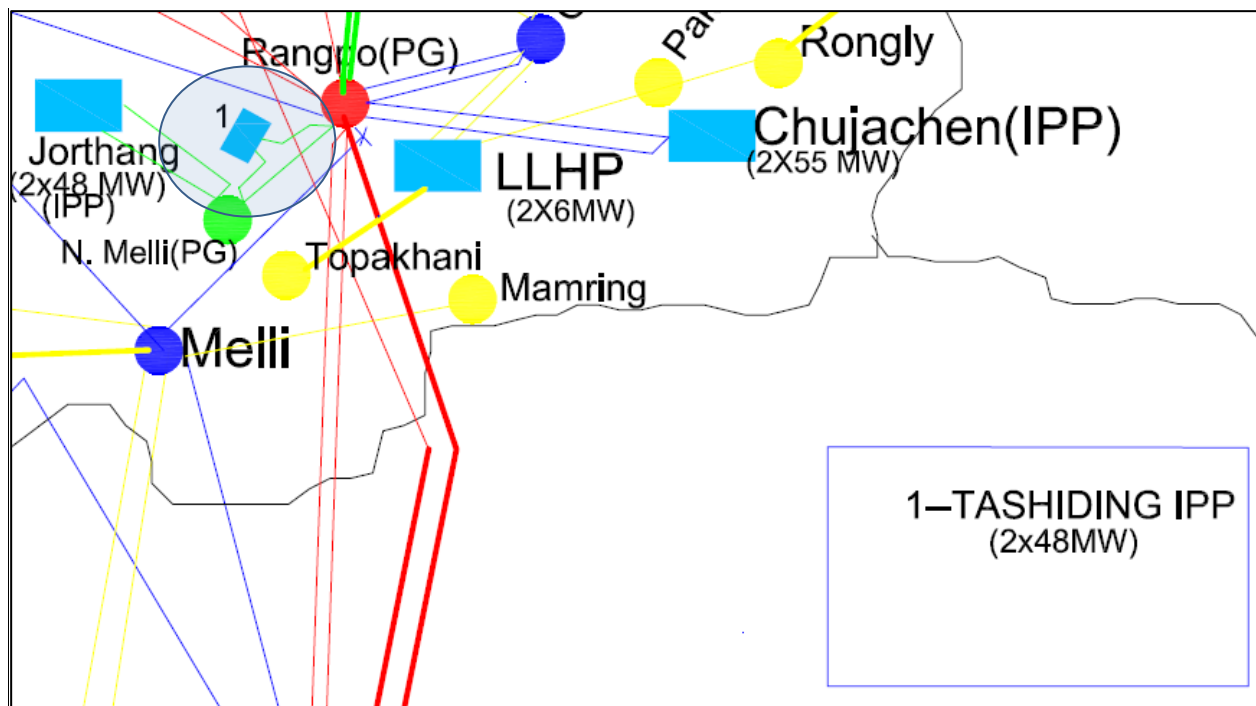 Rangpo(PG)
Rongly
1
Chujachen(IPP)
(2X55 MW)
Jorthang
(2x48 MW)
(IPP)
LLHP
(2X6MW)
N. Melli(PG)
Topakhani
Mamring
Melli
1—TASHIDING IPP
(2x48MW)